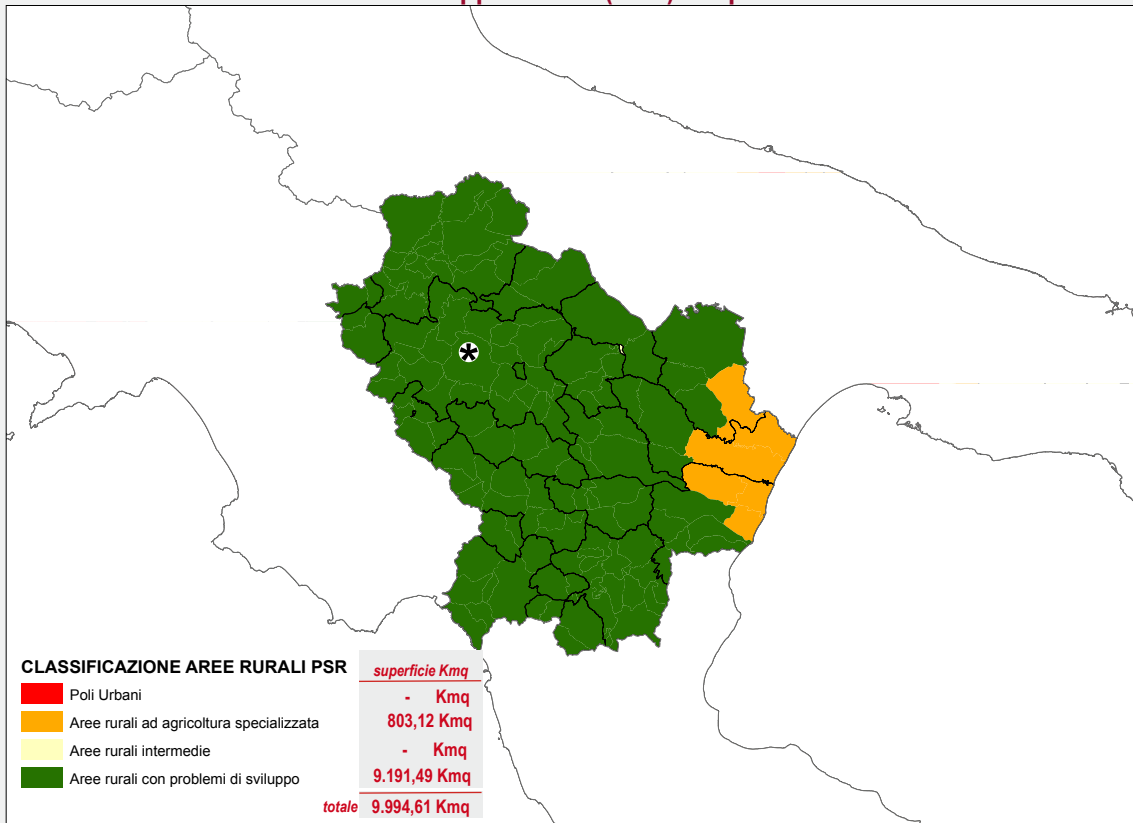 CLASSIFICAZIONE AREE RURALI PSR superficie Kmq
Poli Urbani - Kmq
Aree rurali ad agricoltura specializzata 803,12 Kmq
Aree rurali intermedie - Kmq
Aree rurali con problemi di sviluppo 9.191,49 Kmq
totale 9.994,61 Kmq